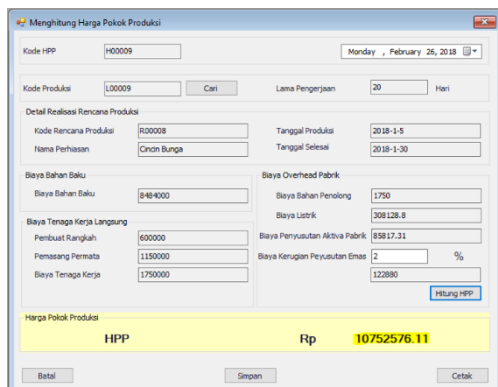 Menghitung Harga Pokok Produksi
Kode HPP H00009 Monday , February 26, 2018
Kode Produksi L00009 Cari Lama Pengerjaan 20 Hari
Detail Realisasi Rencana Produksi
Kode Rencana Produksi R00008 Tanggal Produksi 2018-1-5
Nama Perhiasan Cincin Bunga Tanggal Selesai 2018-1-30
Biaya Bahan Baku Biaya Overhead Pabrik
Biaya Bahan Baku 8484000 Biaya Bahan Penolong 1750
Biaya Listrik 308128.8
Biaya Tenaga Kerja Langsung
Pembuat Rangkah 600000 Biaya Penyusutan Aktiva Pabrik 85817.31
Pemasang Permata 1150000 Biaya Kerugian Peyusutan Emas 2 %
Biaya Tenaga Kerja 1750000 122880
Hitung HPP
Harga Pokok Produksi
HPP Rp 10752576.11
Batal Simpan Cetak